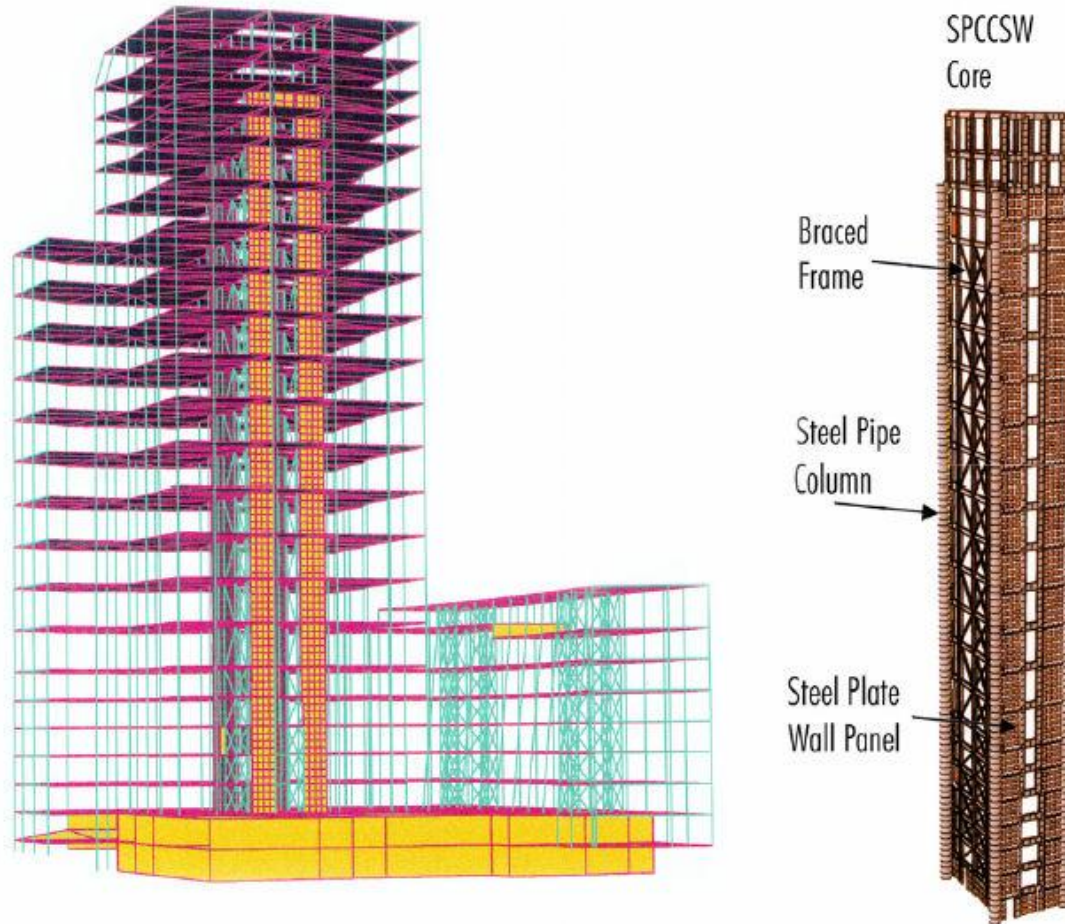 SPCCSW
Core
Braced
Frame
Steel Pipe
Column
Steel Plate
Wall Panel